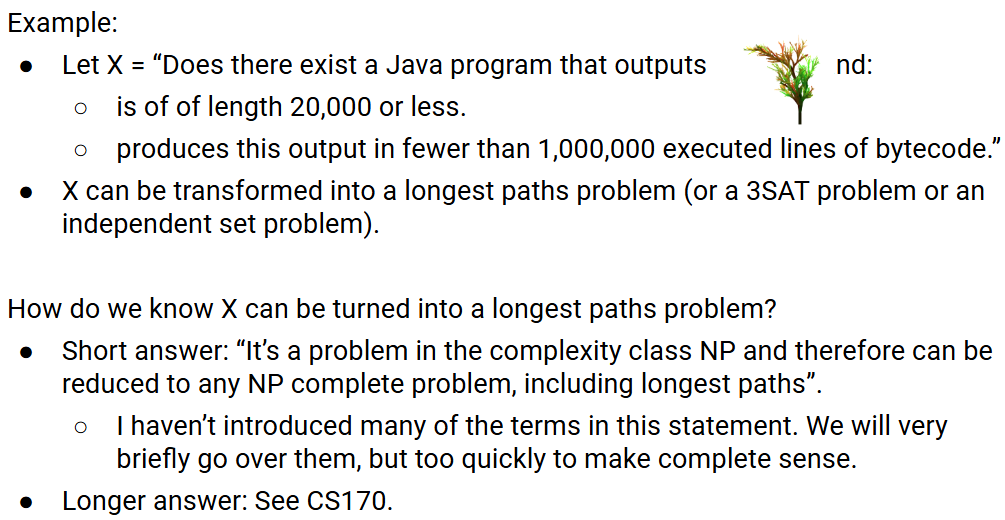 Example:
● Let X = “Does there exist a Java program that outputs nd:
○ is of of length 20,000 or less.
○ produces this output in fewer than 1,000,000 executed lines of bytecode.”
● X can be transformed into a longest paths problem (or a 3SAT problem or an
independent set problem).
How do we know X can be turned into a longest paths problem?
● Short answer: “It’s a problem in the complexity class NP and therefore can be
reduced to any NP complete problem, including longest paths”.
○ I haven’t introduced many of the terms in this statement. We will very
briefly go over them, but too quickly to make complete sense.
● Longer answer: See CS170.